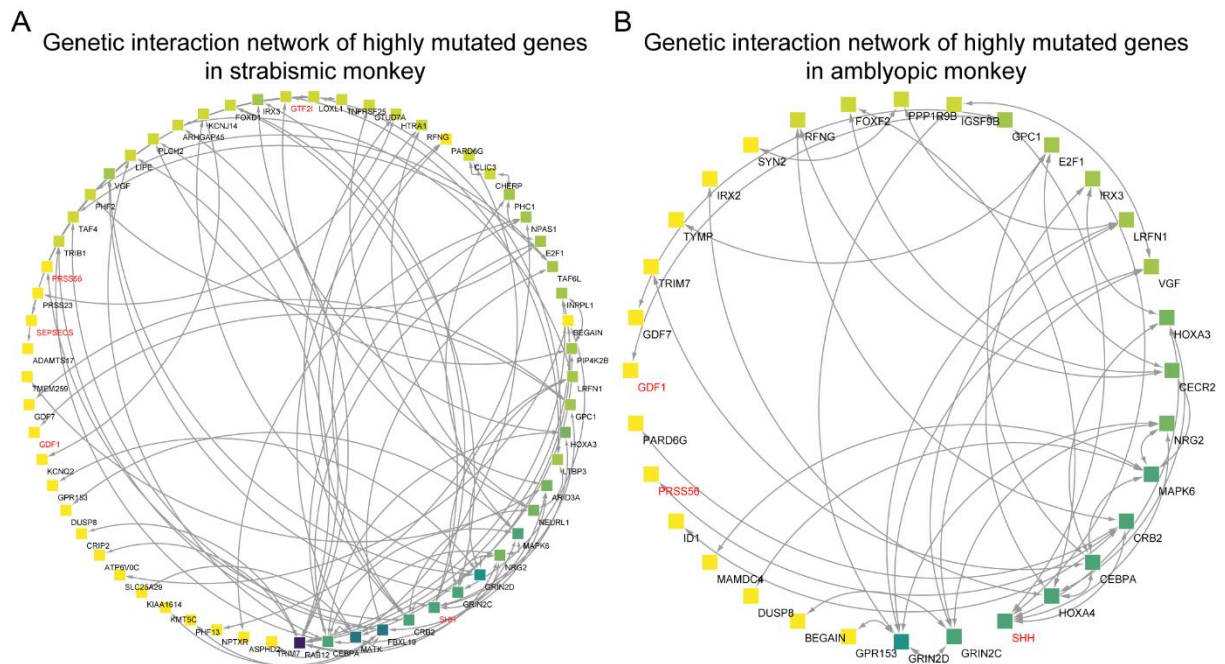 A
Genetic interaction network of highly mutated genes
in strabismic monkey
IRX3
GTF2I
LOXL1
TNFRSF25
OTUD7A
HTRA1
RFNG
PARD6G
CLIC3
CHERP
PHC1
NPAS1
E2F1
TAF6L
INPPL1
BEGAIN
PIP4K2B
LRFN1
GPC1
HOXA3
LTBP3
ARID3A
NEURL1
MAPK6
NRG2
GRIN2D
GRIN2C
SHH
CRB2
FBXL19
MATK
CEBPA
RAB12
TRIM7
ASPHD2
NPTXR
PHF13
KMT5C
KIAA1614
SLC25A29
ATP6V0C
CRIP2
DUSP8
GPR153
KCNQ2
GDF1
GDF7
TMEM259
ADAMTS17
SEPSECS
PRSS23
PRSS56
TRIB1
TAF4
PHF2
VGF
LIPE
PLCH2
ARHGAP45
KCNJ14
FOXD1
B
Genetic interaction network of highly mutated genes
in amblyopic monkey
PPP1R9B
IGSF9B
GPC1
E2F1
IRX3
LRFN1
VGF
HOXA3
CECR2
NRG2
MAPK6
CRB2
CEBPA
HOXA4
SHH
GRIN2C
GRIN2D
GPR153
BEGAIN
DUSP8
MAMDC4
ID1
PRSS56
PARD6G
GDF1
GDF7
TRIM7
TYMP
IRX2
SYN2
RFNG
FOXF2